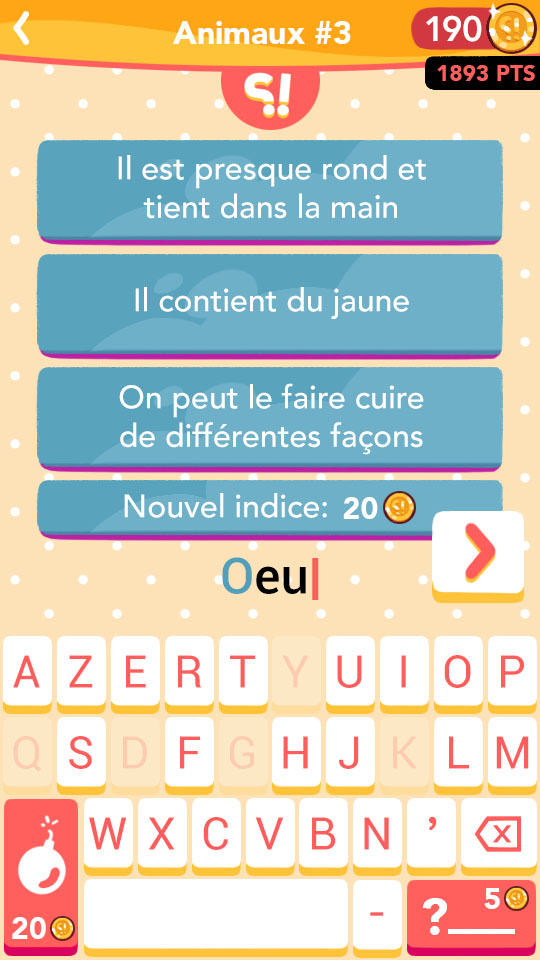 Animaux #3
190
1893 PTS
Il est presque rond et
tient dans la main
Il contient du jaune
On peut le faire cuire
de différentes façons
Nouvel indice: 20
Oeu
A Z E R T Y U I O P
Q S D F G H J K L M
W X C V B N ’
20
-
? 5